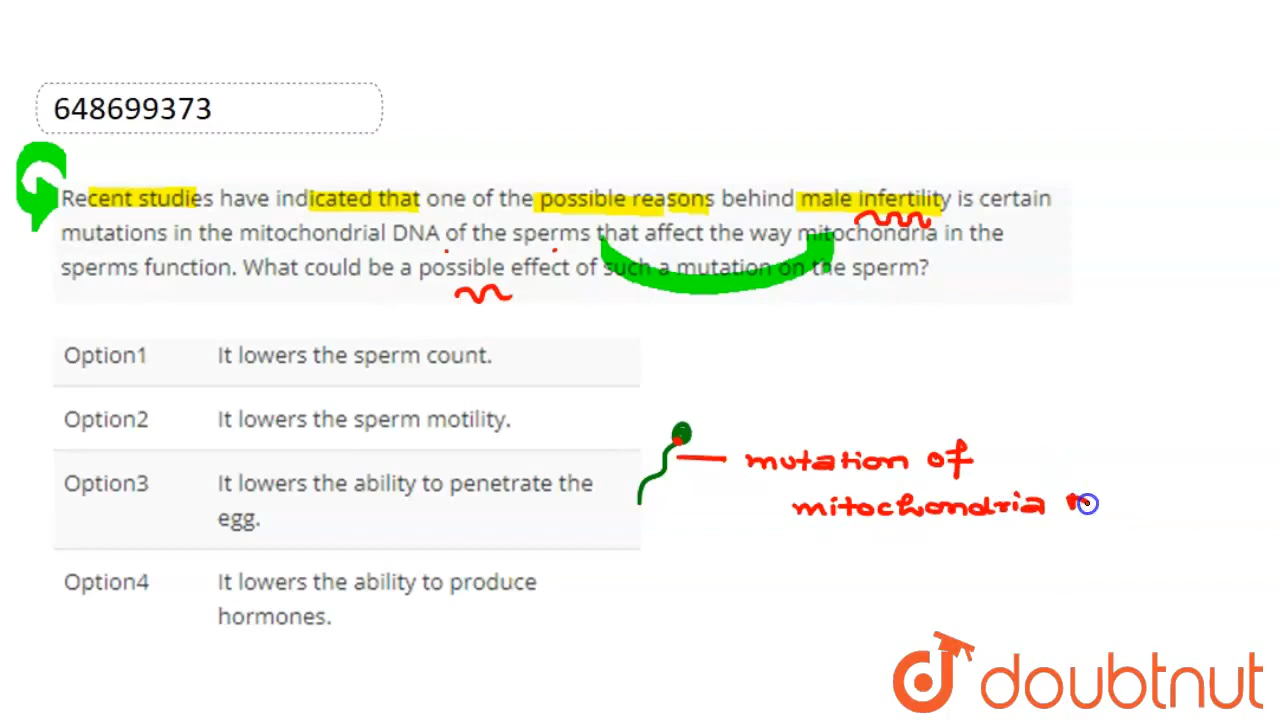 648699373
Recent studies have indicated that one of the possible reasons behind male infertility is certain
mutations in the mitochondrial DNA of the sperms that affect the way mitochondria in the
sperms function. What could be a possible effect of such a mutation on the sperm?
Option1 It lowers the sperm count.
Option2 It lowers the sperm motility.
Option3 It lowers the ability to penetrate the
egg.
Option4 It lowers the ability to produce
hormones.
mutation of
mitochondria
doubtnut